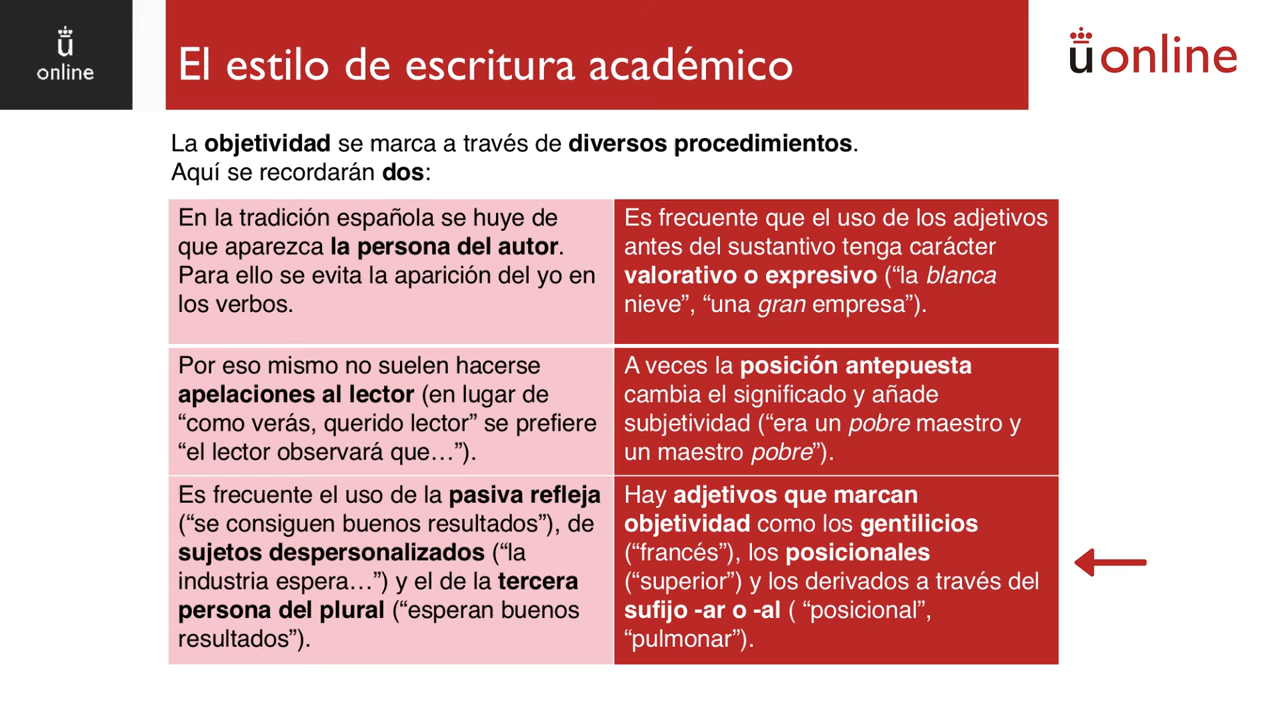 ü
online
El estilo de escritura académico
ü online
La objetividad se marca a través de diversos procedimientos.
Aquí se recordarán dos:
En la tradición española se huye de
que aparezca la persona del autor.
Para ello se evita la aparición del yo en
los verbos.
Es frecuente que el uso de los adjetivos
antes del sustantivo tenga carácter
valorativo o expresivo (“la blanca
nieve”, “una gran empresa”).
Por eso mismo no suelen hacerse
apelaciones al lector (en lugar de
“como verás, querido lector” se prefiere
“el lector observará que…”).
A veces la posición antepuesta
cambia el significado y añade
subjetividad (“era un pobre maestro y
un maestro pobre”).
Es frecuente el uso de la pasiva refleja
(“se consiguen buenos resultados”), de
sujetos despersonalizados (“la
industria espera…”) y el de la tercera
persona del plural (“esperan buenos
resultados”).
Hay adjetivos que marcan
objetividad como los gentilicios
(“francés”), los posicionales
(“superior”) y los derivados a través del
sufijo -ar o -al ( “posicional”,
“pulmonar”).